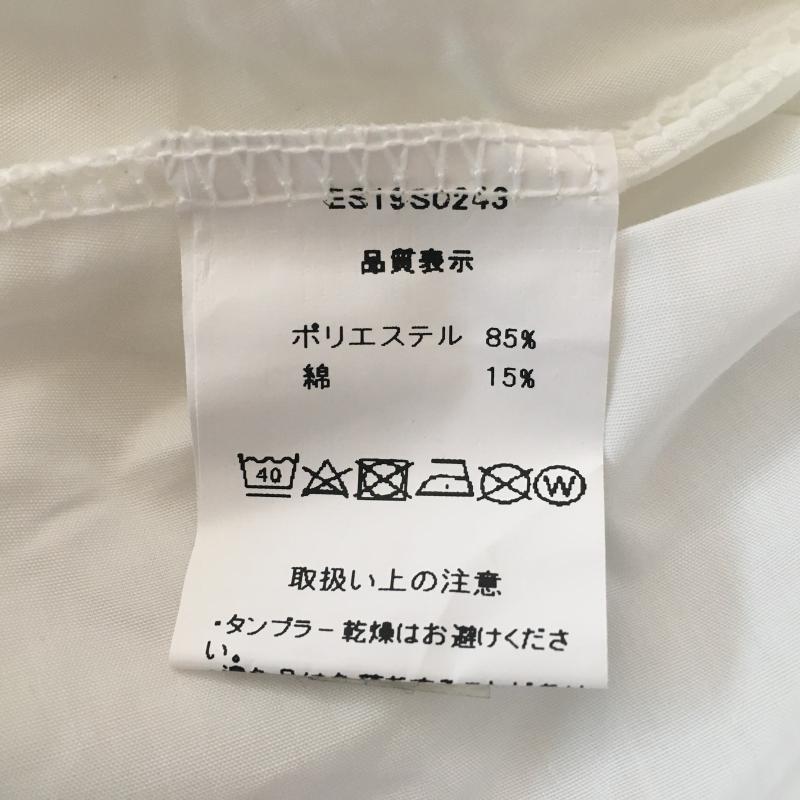 ES19S0243
品質表示
ポリエステル 85%
綿 15%
40
W
取扱い上の注意
・タンブラー乾燥はお避けくださ
い。